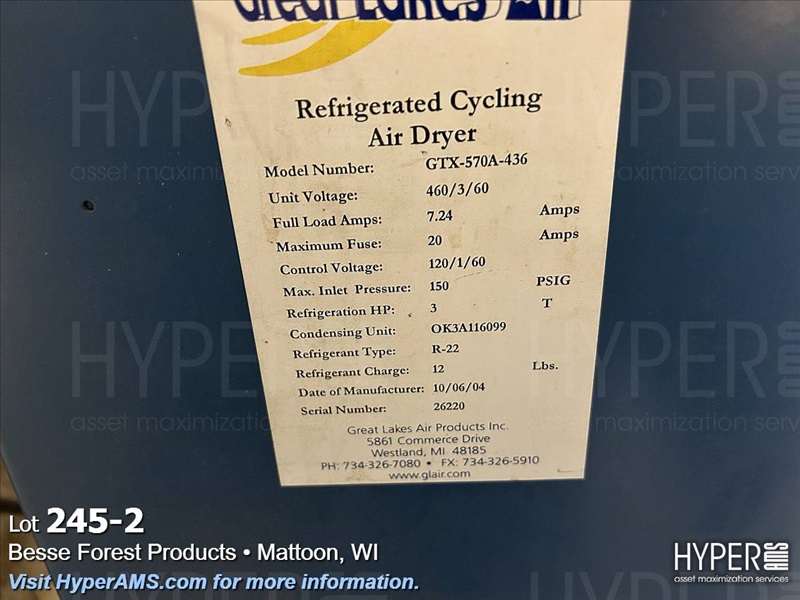 Great Lakes Air
Refrigerated Cycling
Air Dryer
Model Number: GTX-570A-436
Unit Voltage: 460/3/60
Full Load Amps: 7.24 Amps
Maximum Fuse: 20 Amps
Control Voltage: 120/1/60
Max. Inlet Pressure: 150 PSIG
Refrigeration HP: 3 T
Condensing Unit: OK3A116099
Refrigerant Type: R-22
Refrigerant Charge: 12 Lbs.
Date of Manufacturer: 10/06/04
Serial Number: 26220
Great Lakes Air Products Inc.
5861 Commerce Drive
Westland, MI 48185
PH: 734-326-7080 • FX: 734-326-5910
www.glair.com
Lot 245-2
Besse Forest Products • Mattoon, WI
Visit HyperAMS.com for more information.
HYPER AMS
asset maximization services